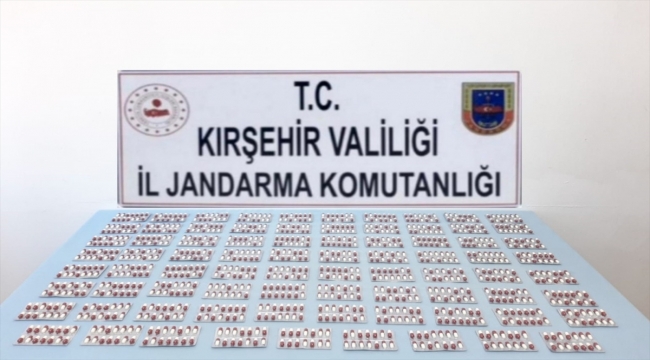 T.C.
KIRŞEHİR VALİLİĞİ
İL JANDARMA KOMUTANLIĞI